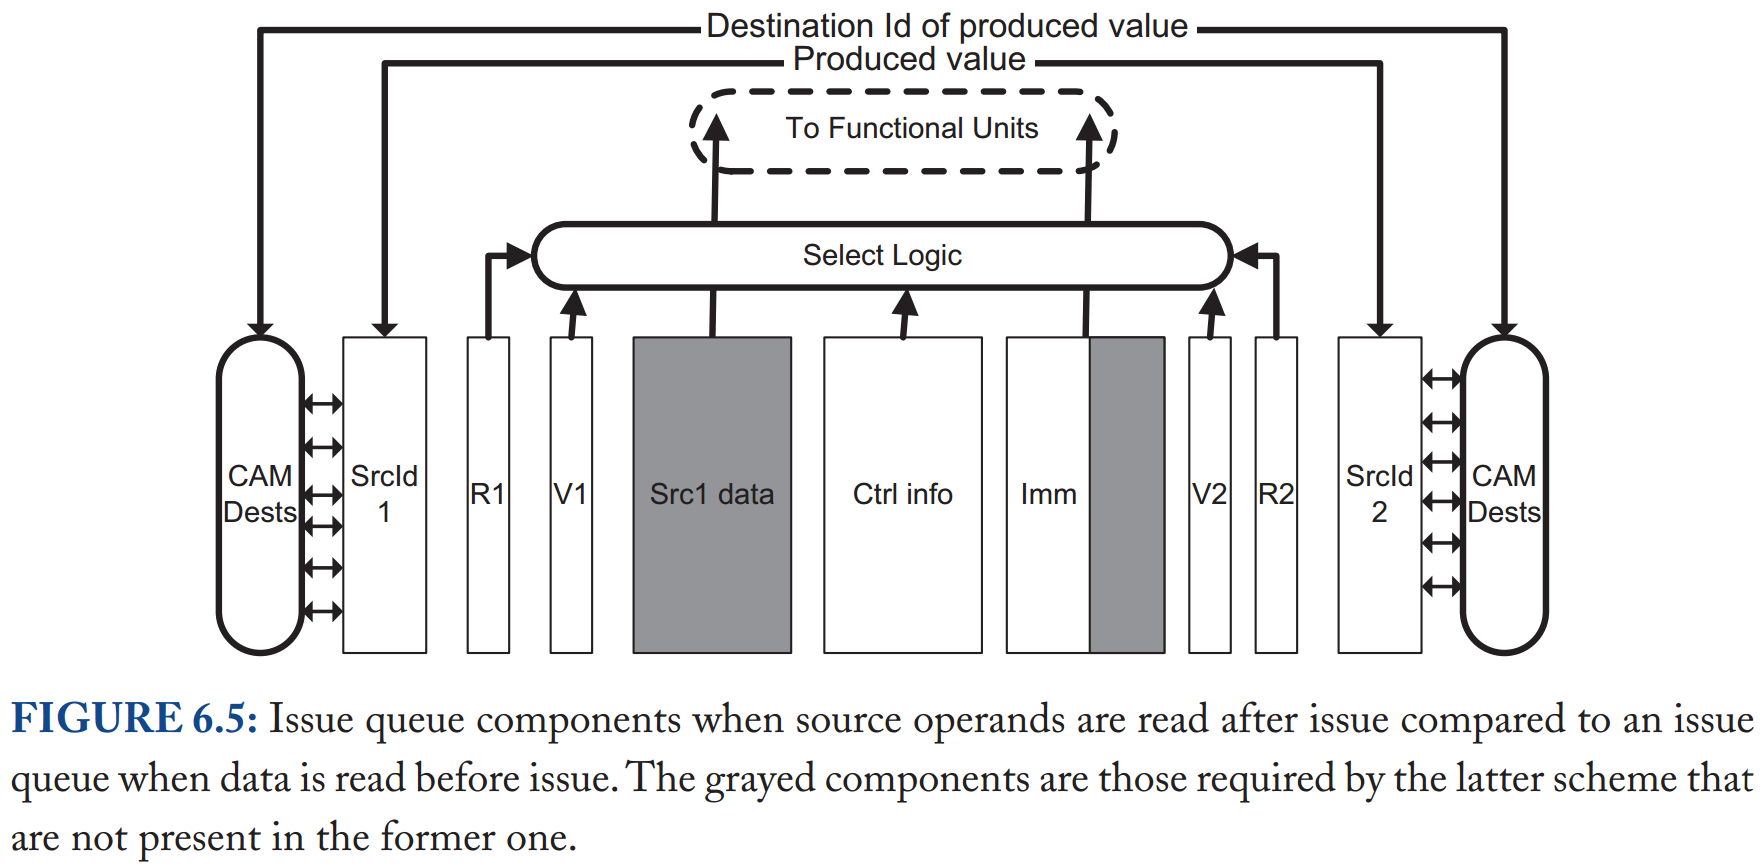 Destination Id of produced value
Produced value
To Functional Units
Select Logic
CAM
Dests
SrcId
1
R1
V1
Src1 data
Ctrl info
Imm
V2
R2
SrcId
2
CAM
Dests
FIGURE 6.5: Issue queue components when source operands are read after issue compared to an issue
queue when data is read before issue. The grayed components are those required by the latter scheme that
are not present in the former one.